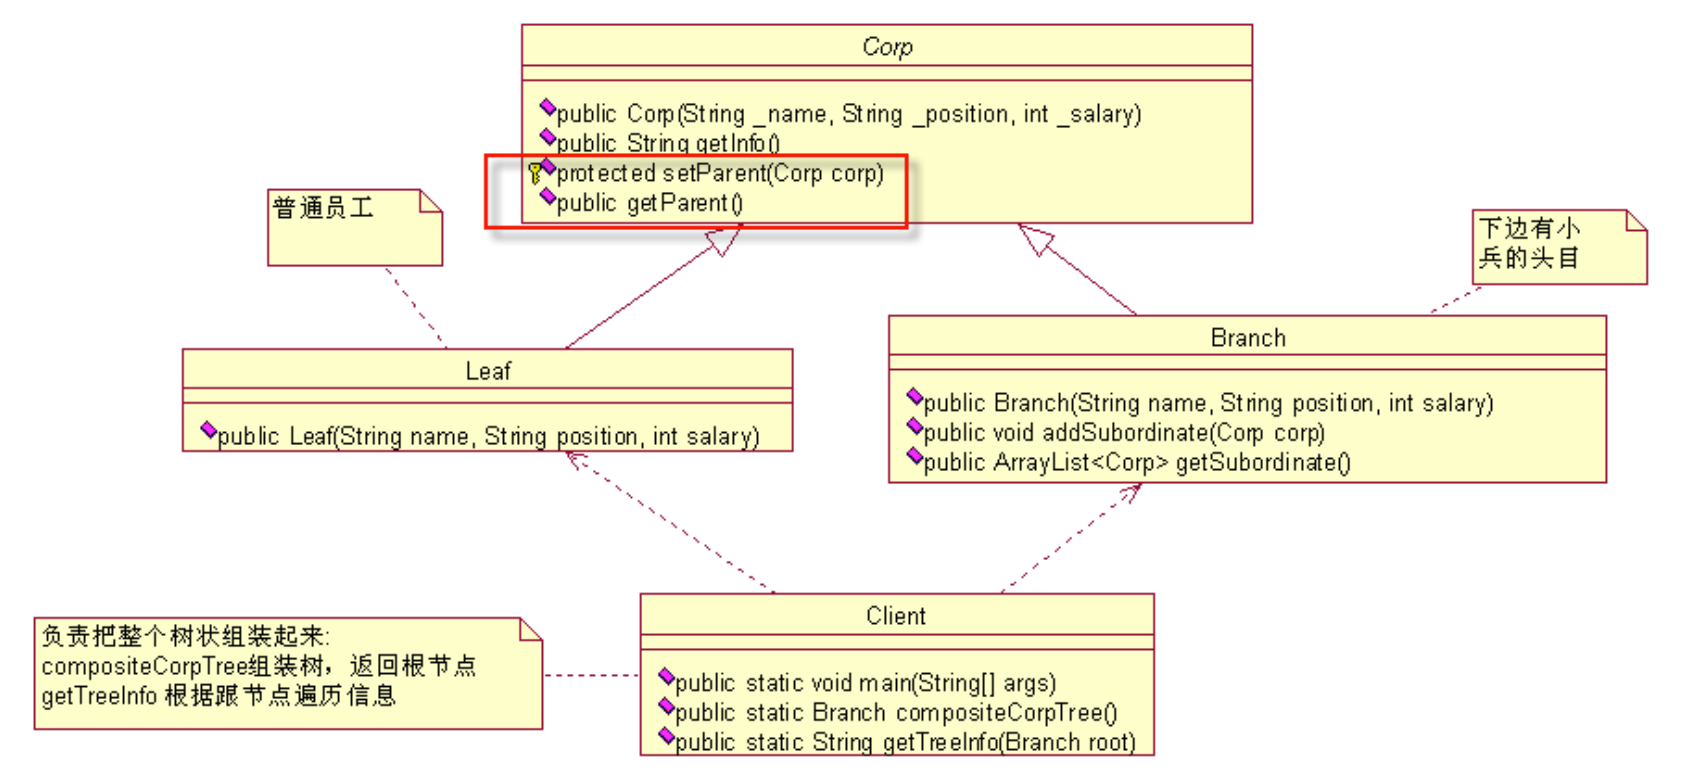 Corp
public Corp(String _name, String _position, int _salary)
public String getInfo()
protected setParent(Corp corp)
public getParent()
普通员工
下边有小
兵的头目
Leaf
public Leaf(String name, String position, int salary)
Branch
public Branch(String name, String position, int salary)
public void addSubordinate(Corp corp)
public ArrayList<Corp> getSubordinate()
负责把整个树状组装起来:
compositeCorpTree组装树，返回根节点
getTreeInfo 根据跟节点遍历信息
Client
public static void main(String[] args)
public static Branch compositeCorpTree()
public static String getTreeInfo(Branch root)